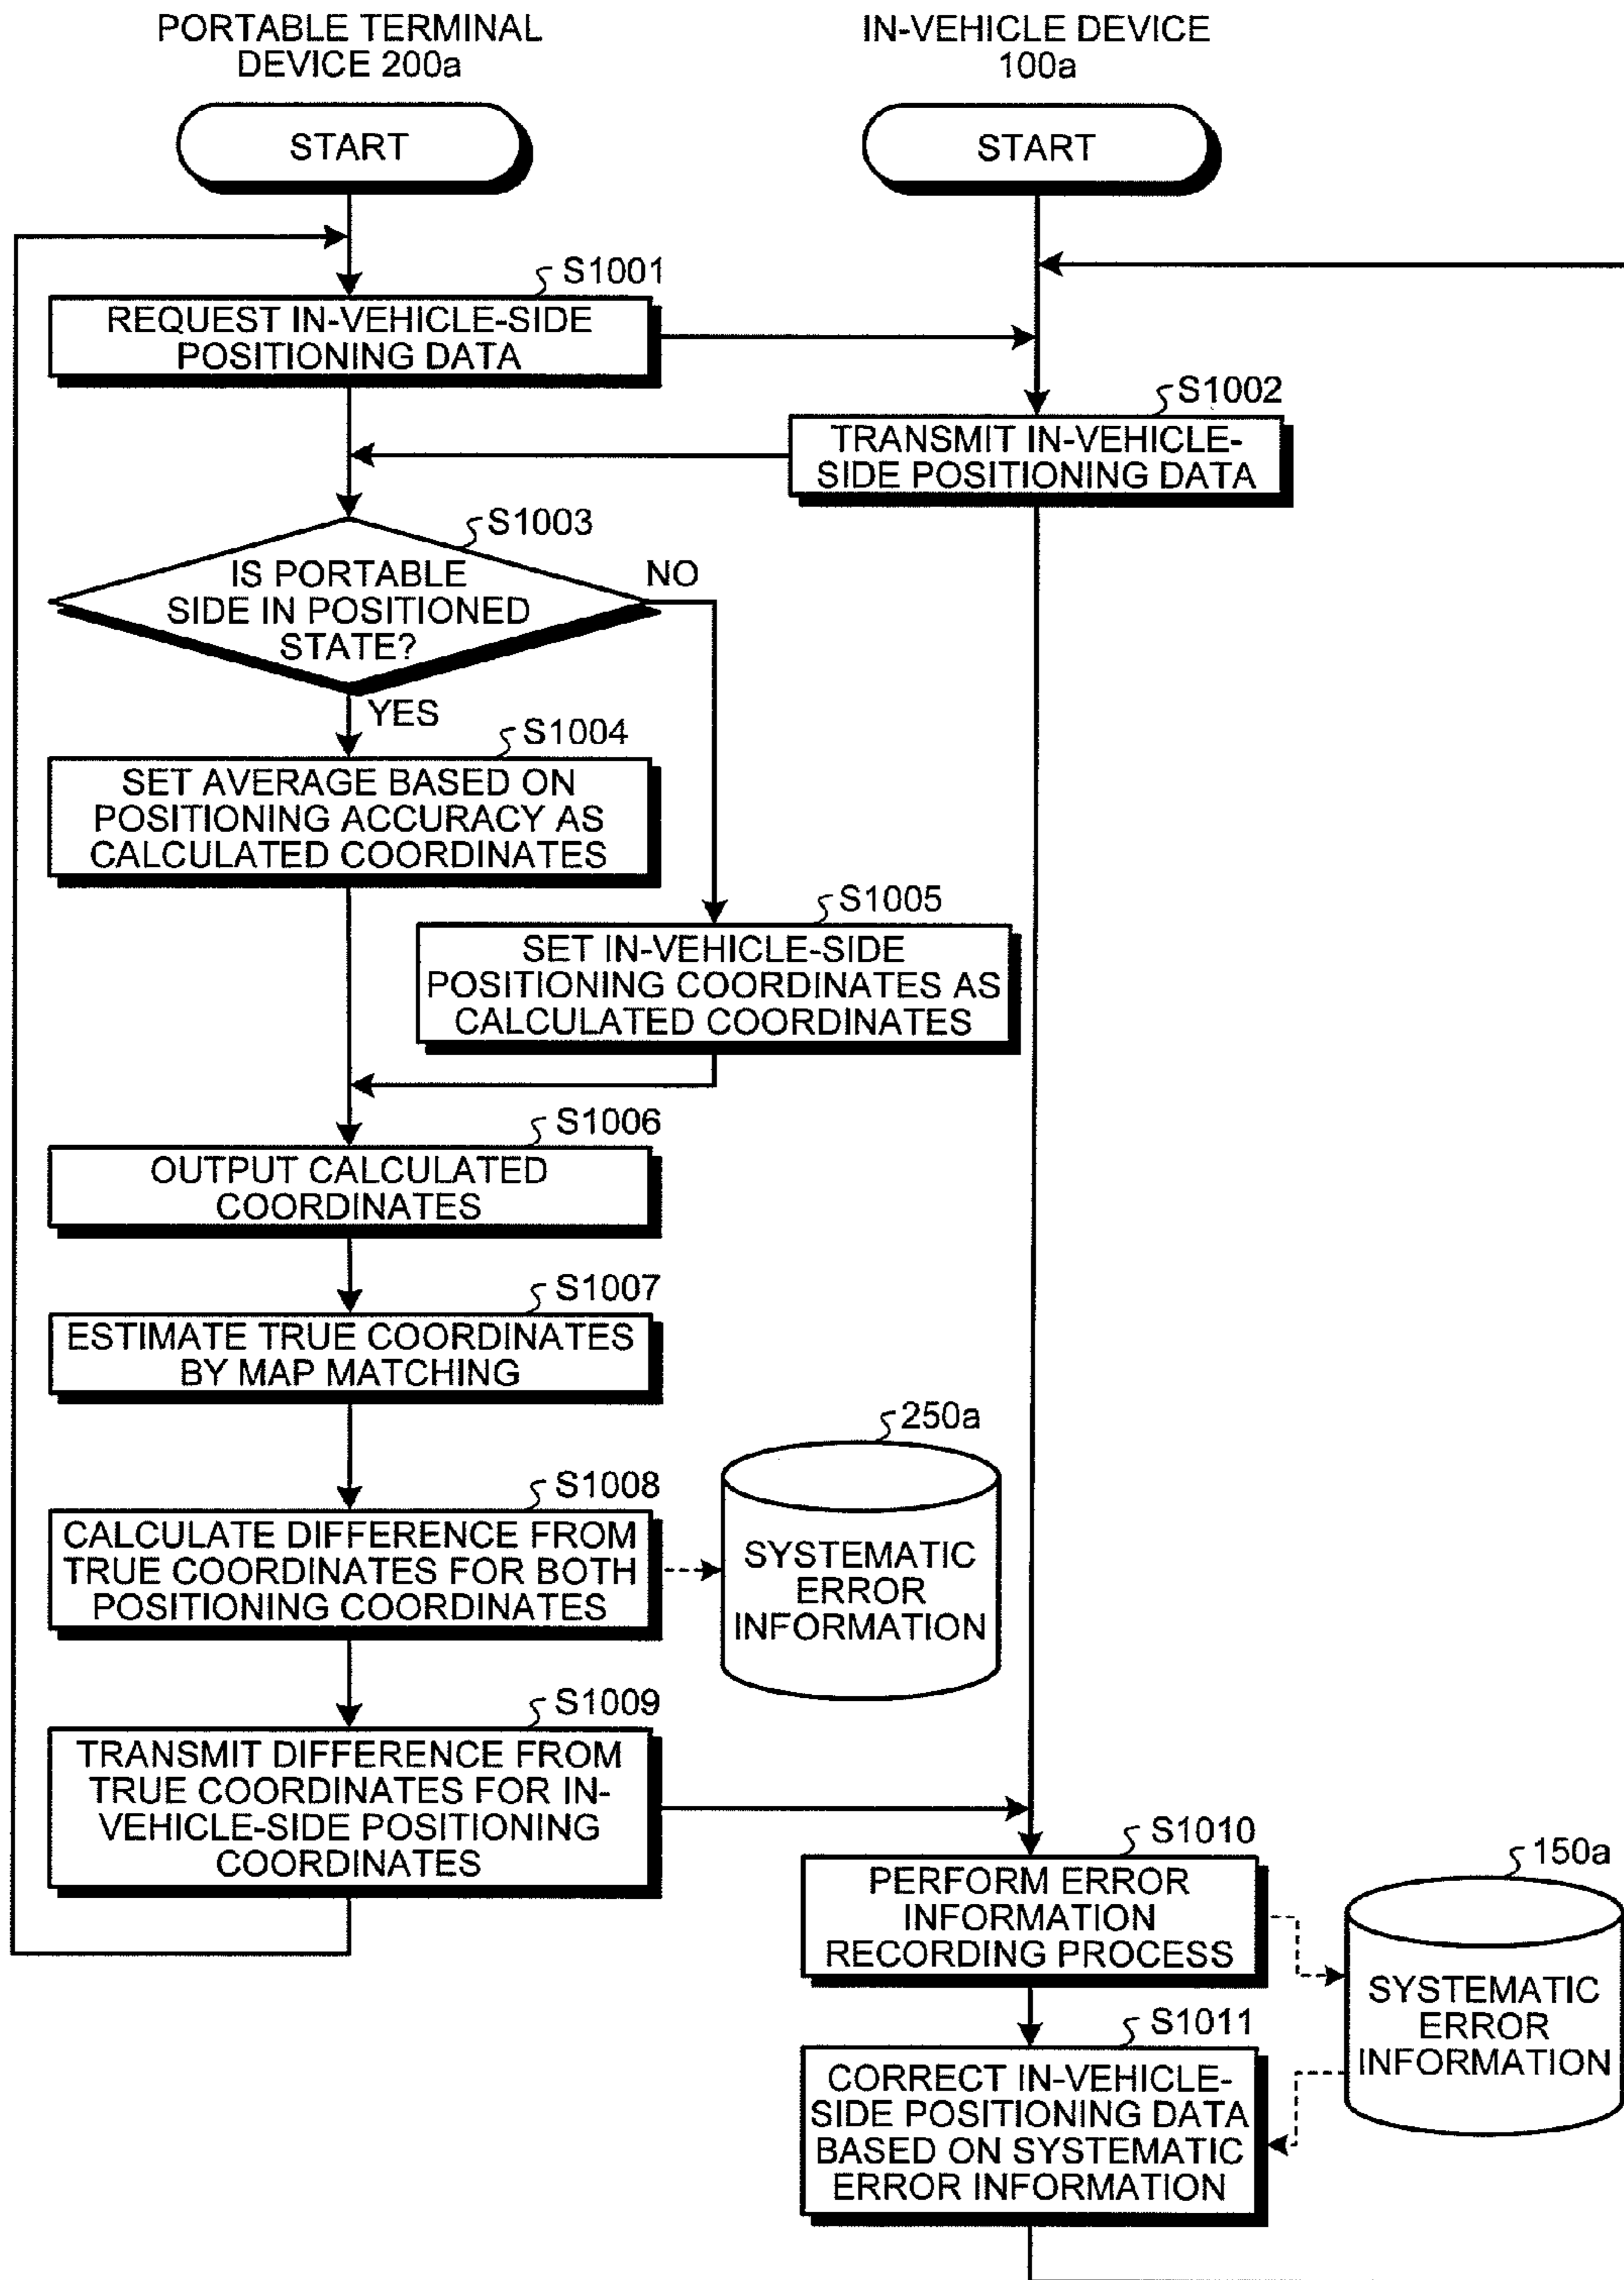 PORTABLE TERMINAL
DEVICE 200a
IN-VEHICLE DEVICE
100a
START
START
S1001
REQUEST IN-VEHICLE-SIDE
POSITIONING DATA
S1002
TRANSMIT IN-VEHICLE-
SIDE POSITIONING DATA
S1003
IS PORTABLE
SIDE IN POSITIONED
STATE?
NO
YES
S1004
SET AVERAGE BASED ON
POSITIONING ACCURACY AS
CALCULATED COORDINATES
S1005
SET IN-VEHICLE-SIDE
POSITIONING COORDINATES AS
CALCULATED COORDINATES
S1006
OUTPUT CALCULATED
COORDINATES
S1007
ESTIMATE TRUE COORDINATES
BY MAP MATCHING
250a
SYSTEMATIC
ERROR
INFORMATION
S1008
CALCULATE DIFFERENCE FROM
TRUE COORDINATES FOR BOTH
POSITIONING COORDINATES
S1009
TRANSMIT DIFFERENCE FROM
TRUE COORDINATES FOR IN-
VEHICLE-SIDE POSITIONING
COORDINATES
S1010
PERFORM ERROR
INFORMATION
RECORDING PROCESS
150a
SYSTEMATIC
ERROR
INFORMATION
S1011
CORRECT IN-VEHICLE-
SIDE POSITIONING DATA
BASED ON SYSTEMATIC
ERROR INFORMATION